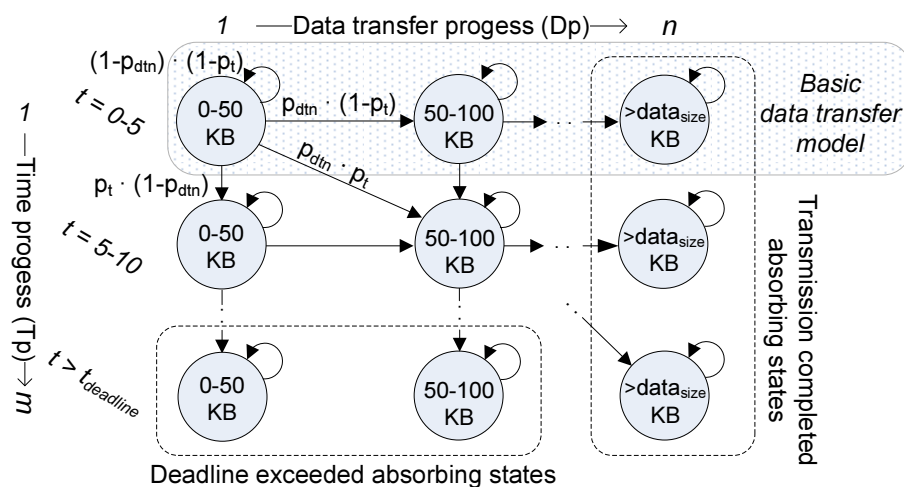 1 —Data transfer progess (Dp)→ n
(1-pdtn) · (1-pt)
t = 0-5
0-50
KB
pdtn · (1-pt)
50-100
KB
. .
>datasize
KB
Basic
data transfer
model
pdtn · pt
pt · (1-pdtn)
t = 5-10
0-50
KB
50-100
KB
. .
>datasize
KB
1 —Time progess (Tp)→ m
t > tdeadline
0-50
KB
50-100
KB
>datasize
KB
Transmission completed
absorbing states
Deadline exceeded absorbing states